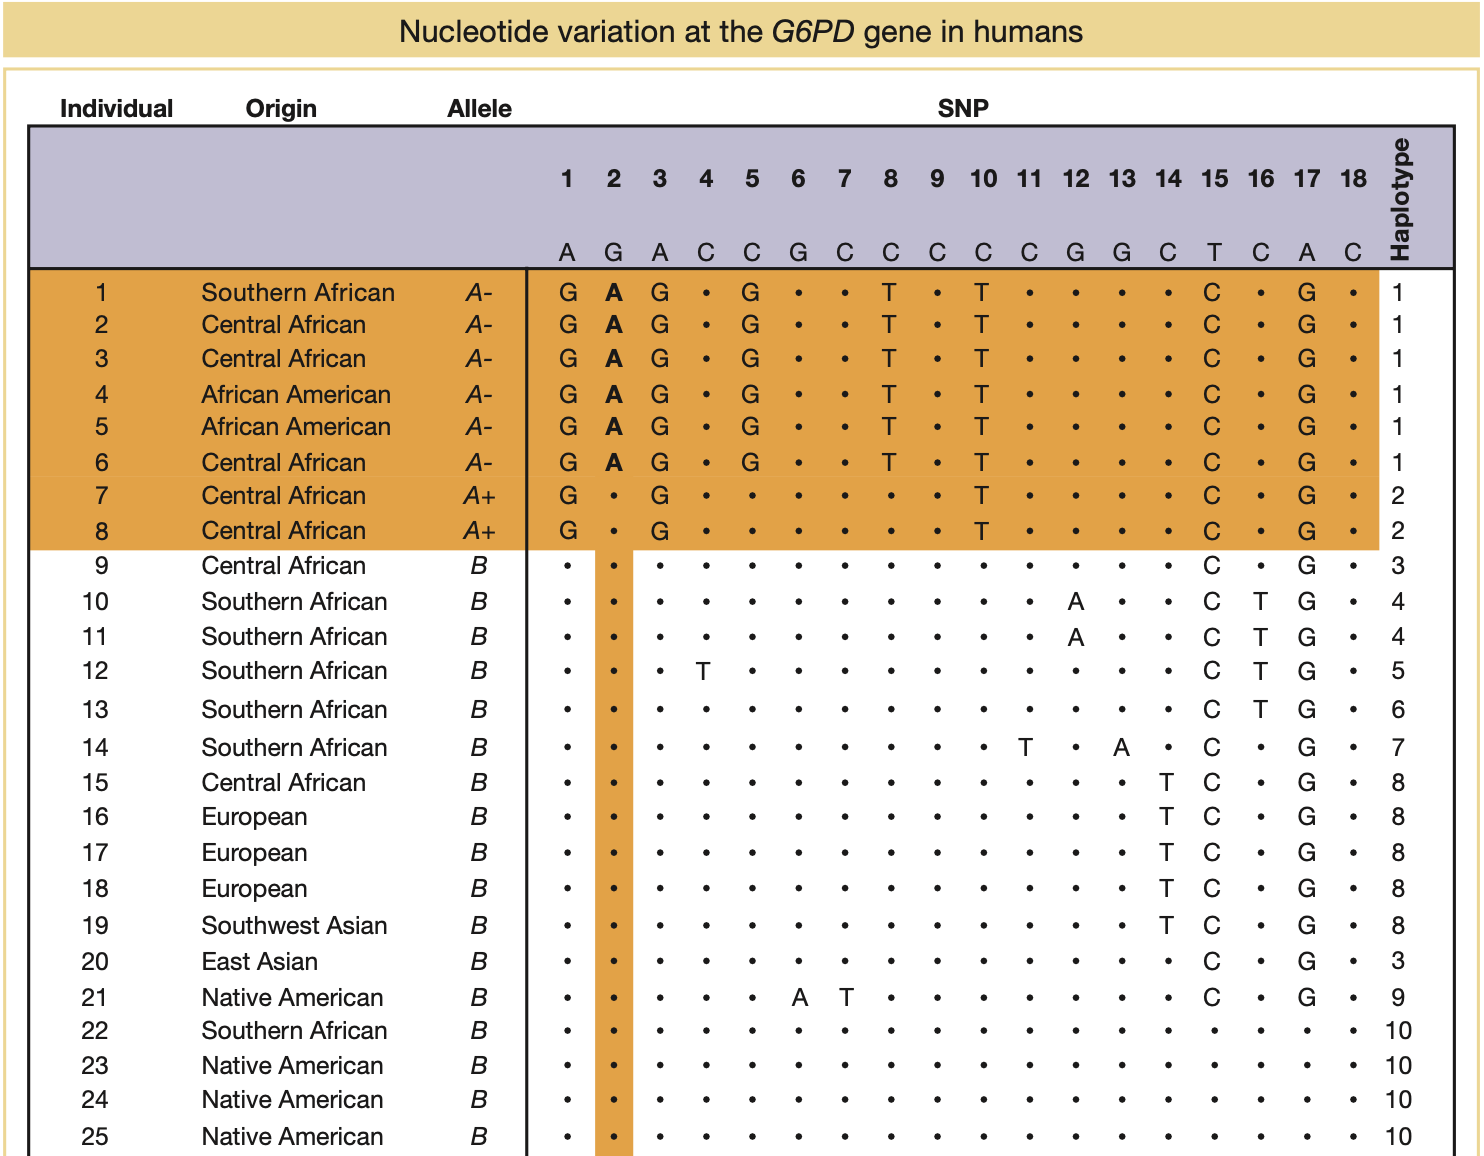 Nucleotide variation at the G6PD gene in humans
Individual Origin Allele SNP
1 2 3 4 5 6 7 8 9 10 11 12 13 14 15 16 17 18 Haplotype
A G A C C G C C C C C G G C T C A C
1 Southern African A- G A G • G • • T • T • • • • C • G • 1
2 Central African A- G A G • G • • T • T • • • • C • G • 1
3 Central African A- G A G • G • • T • T • • • • C • G • 1
4 African American A- G A G • G • • T • T • • • • C • G • 1
5 African American A- G A G • G • • T • T • • • • C • G • 1
6 Central African A- G A G • G • • T • T • • • • C • G • 1
7 Central African A+ G • G • • • • • • T • • • • C • G • 2
8 Central African A+ G • G • • • • • • T • • • • C • G • 2
9 Central African B • • • • • • • • • • • • • • C • G • 3
10 Southern African B • • • • • • • • • • • A • • C T G • 4
11 Southern African B • • • • • • • • • • • A • • C T G • 4
12 Southern African B • • • T • • • • • • • • • • C T G • 5
13 Southern African B • • • • • • • • • • • • • • C T G • 6
14 Southern African B • • • • • • • • • • T • A • C • G • 7
15 Central African B • • • • • • • • • • • • • T C • G • 8
16 European B • • • • • • • • • • • • • T C • G • 8
17 European B • • • • • • • • • • • • • T C • G • 8
18 European B • • • • • • • • • • • • • T C • G • 8
19 Southwest Asian B • • • • • • • • • • • • • T C • G • 8
20 East Asian B • • • • • • • • • • • • • • C • G • 3
21 Native American B • • • • • A T • • • • • • • C • G • 9
22 Southern African B • • • • • • • • • • • • • • • • • • 10
23 Native American B • • • • • • • • • • • • • • • • • • 10
24 Native American B • • • • • • • • • • • • • • • • • • 10
25 Native American B • • • • • • • • • • • • • • • • • • 10